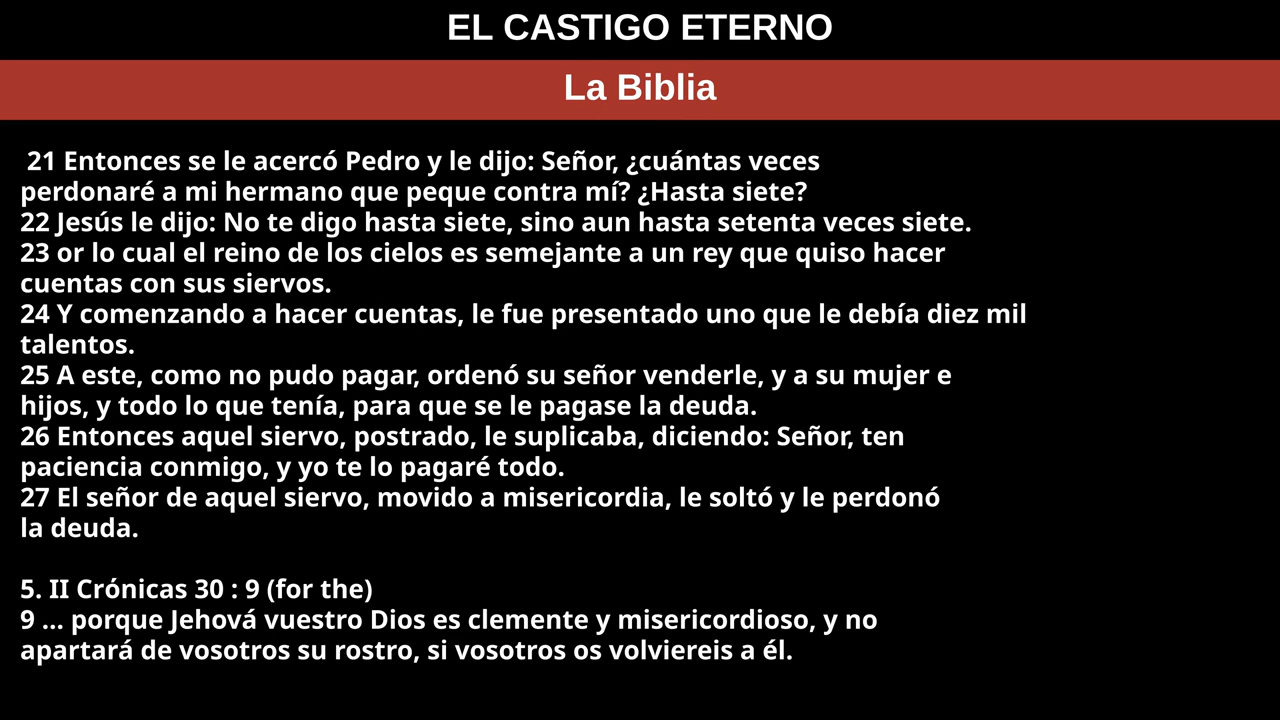 EL CASTIGO ETERNO
La Biblia
21 Entonces se le acercó Pedro y le dijo: Señor, ¿cuántas veces
perdonaré a mi hermano que peque contra mí? ¿Hasta siete?
22 Jesús le dijo: No te digo hasta siete, sino aun hasta setenta veces siete.
23 or lo cual el reino de los cielos es semejante a un rey que quiso hacer
cuentas con sus siervos.
24 Y comenzando a hacer cuentas, le fue presentado uno que le debía diez mil
talentos.
25 A este, como no pudo pagar, ordenó su señor venderle, y a su mujer e
hijos, y todo lo que tenía, para que se le pagase la deuda.
26 Entonces aquel siervo, postrado, le suplicaba, diciendo: Señor, ten
paciencia conmigo, y yo te lo pagaré todo.
27 El señor de aquel siervo, movido a misericordia, le soltó y le perdonó
la deuda.
5. II Crónicas 30 : 9 (for the)
9 ... porque Jehová vuestro Dios es clemente y misericordioso, y no
apartará de vosotros su rostro, si vosotros os volviereis a él.